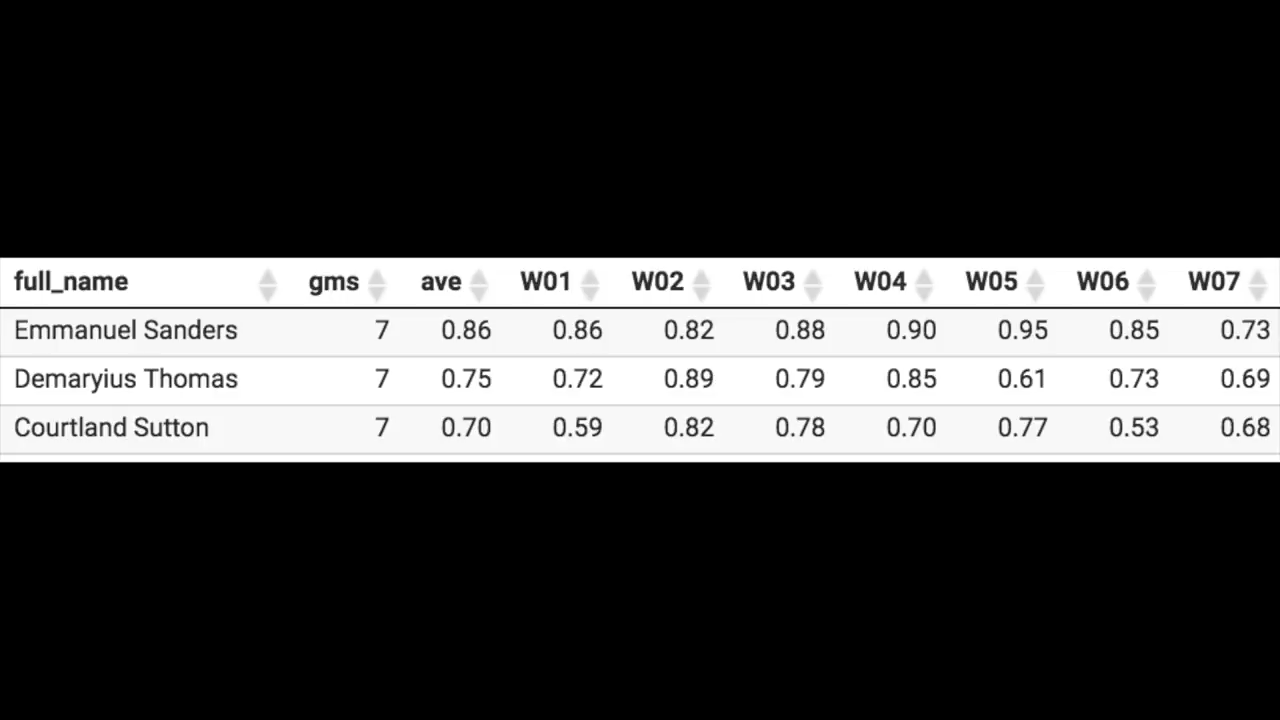 full_name gms ave W01 W02 W03 W04 W05 W06 W07
Emmanuel Sanders 7 0.86 0.86 0.82 0.88 0.90 0.95 0.85 0.73
Demaryius Thomas 7 0.75 0.72 0.89 0.79 0.85 0.61 0.73 0.69
Courtland Sutton 7 0.70 0.59 0.82 0.78 0.70 0.77 0.53 0.68